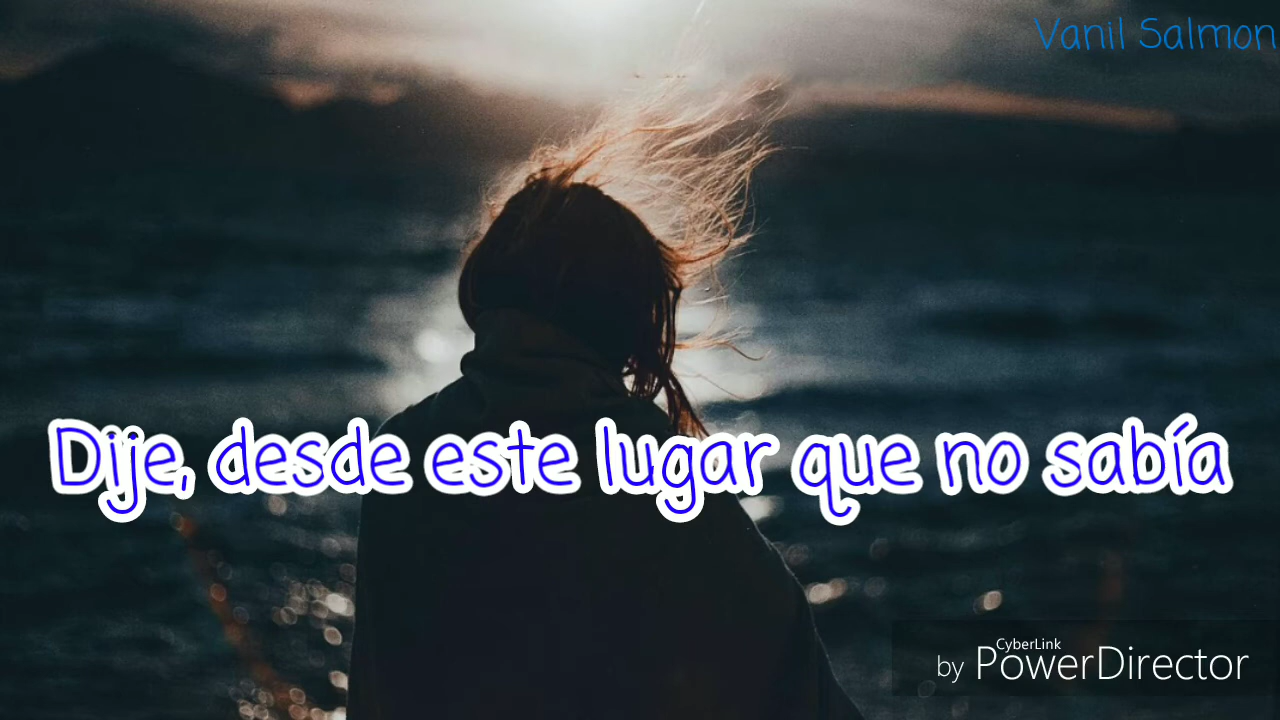 Vanil Salmon
Dije, desde este lugar que no sabía
by CyberLink PowerDirector